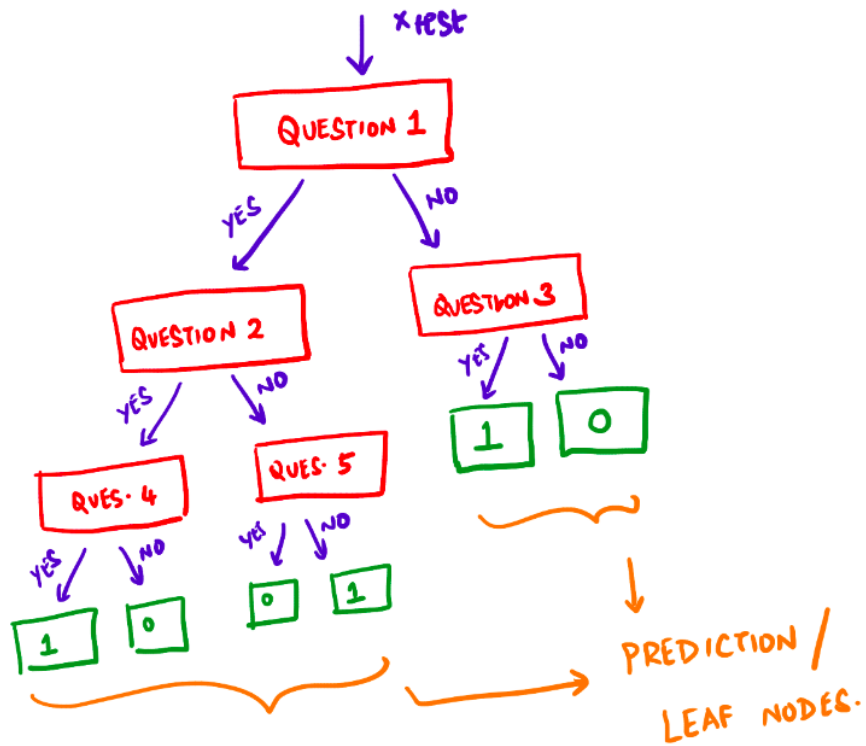 xtest
QUESTION 1
YES
NO
QUESTION 2
QUESTION 3
YES
NO
YES
NO
1
0
QUES. 4
QUES. 5
YES
NO
YES
NO
1
0
0
1
PREDICTION /
LEAF NODES.